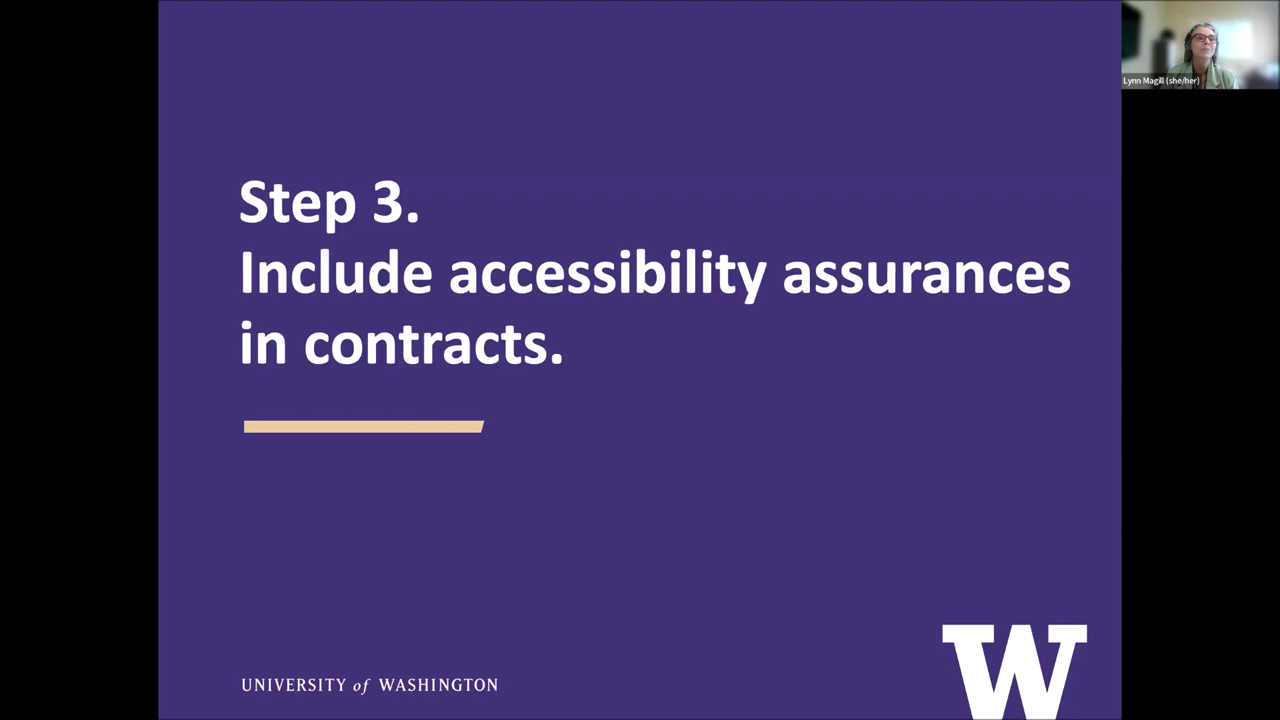 Lynn Magill (she/her)
Step 3.
Include accessibility assurances
in contracts.
UNIVERSITY of WASHINGTON
W